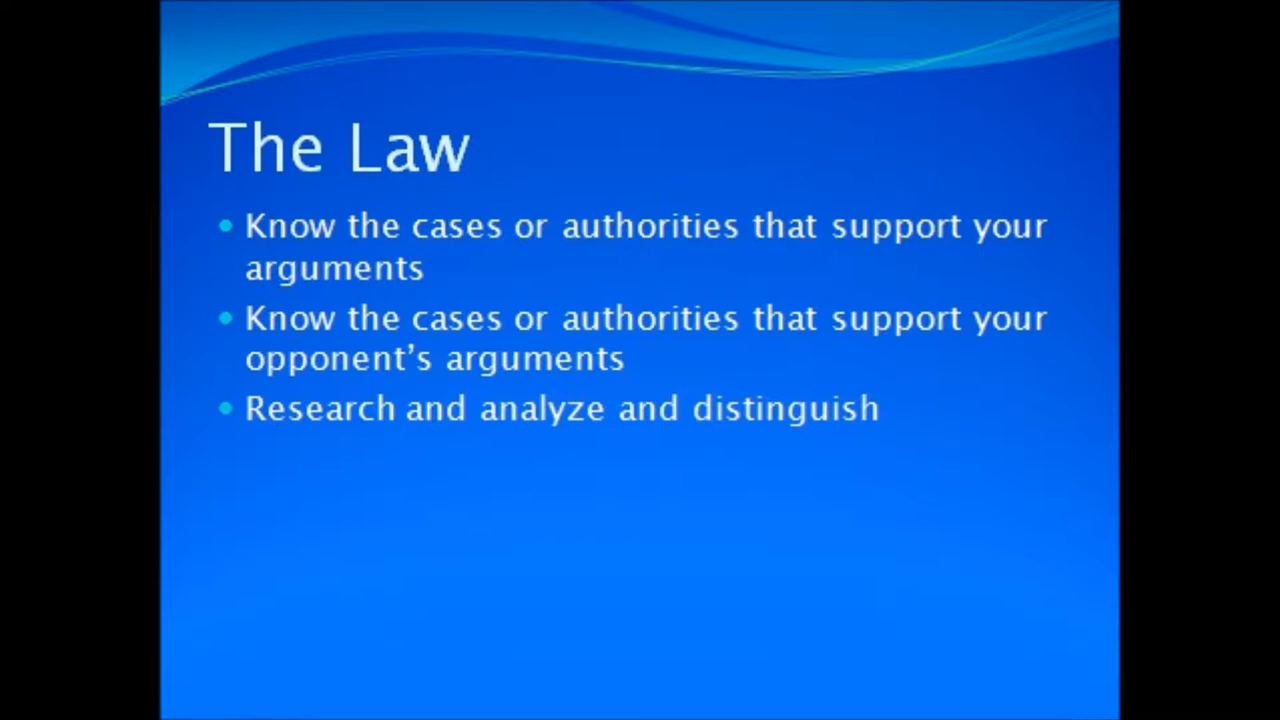 The Law
• Know the cases or authorities that support your
arguments
• Know the cases or authorities that support your
opponent’s arguments
• Research and analyze and distinguish